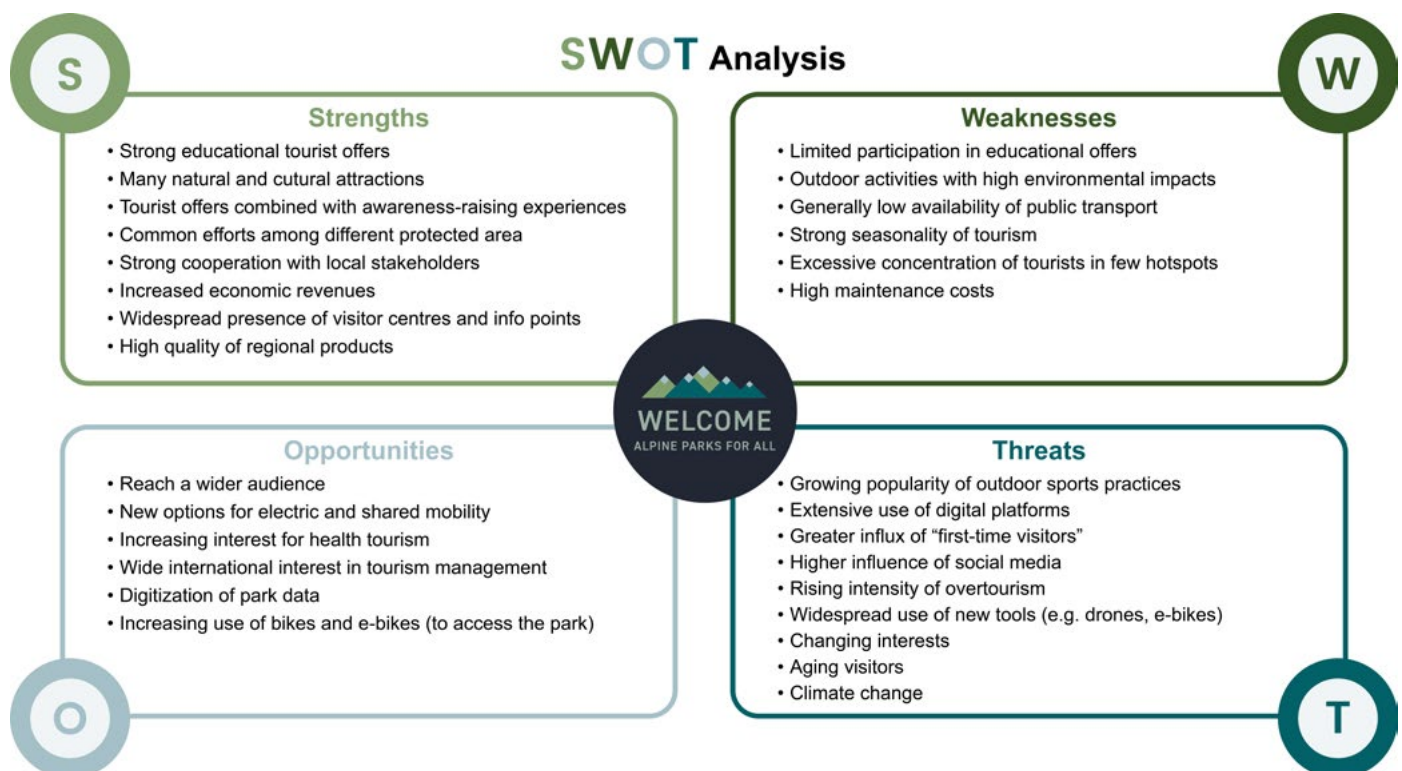 SWOT Analysis
S
W
Strengths
• Strong educational tourist offers
• Many natural and cutural attractions
• Tourist offers combined with awareness-raising experiences
• Common efforts among different protected area
• Strong cooperation with local stakeholders
• Increased economic revenues
• Widespread presence of visitor centres and info points
• High quality of regional products
Weaknesses
• Limited participation in educational offers
• Outdoor activities with high environmental impacts
• Generally low availability of public transport
• Strong seasonality of tourism
• Excessive concentration of tourists in few hotspots
• High maintenance costs
WELCOME
ALPINE PARKS FOR ALL
Opportunities
• Reach a wider audience
• New options for electric and shared mobility
• Increasing interest for health tourism
• Wide international interest in tourism management
• Digitization of park data
• Increasing use of bikes and e-bikes (to access the park)
Threats
• Growing popularity of outdoor sports practices
• Extensive use of digital platforms
• Greater influx of “first-time visitors”
• Higher influence of social media
• Rising intensity of overtourism
• Widespread use of new tools (e.g. drones, e-bikes)
• Changing interests
• Aging visitors
• Climate change
O
T